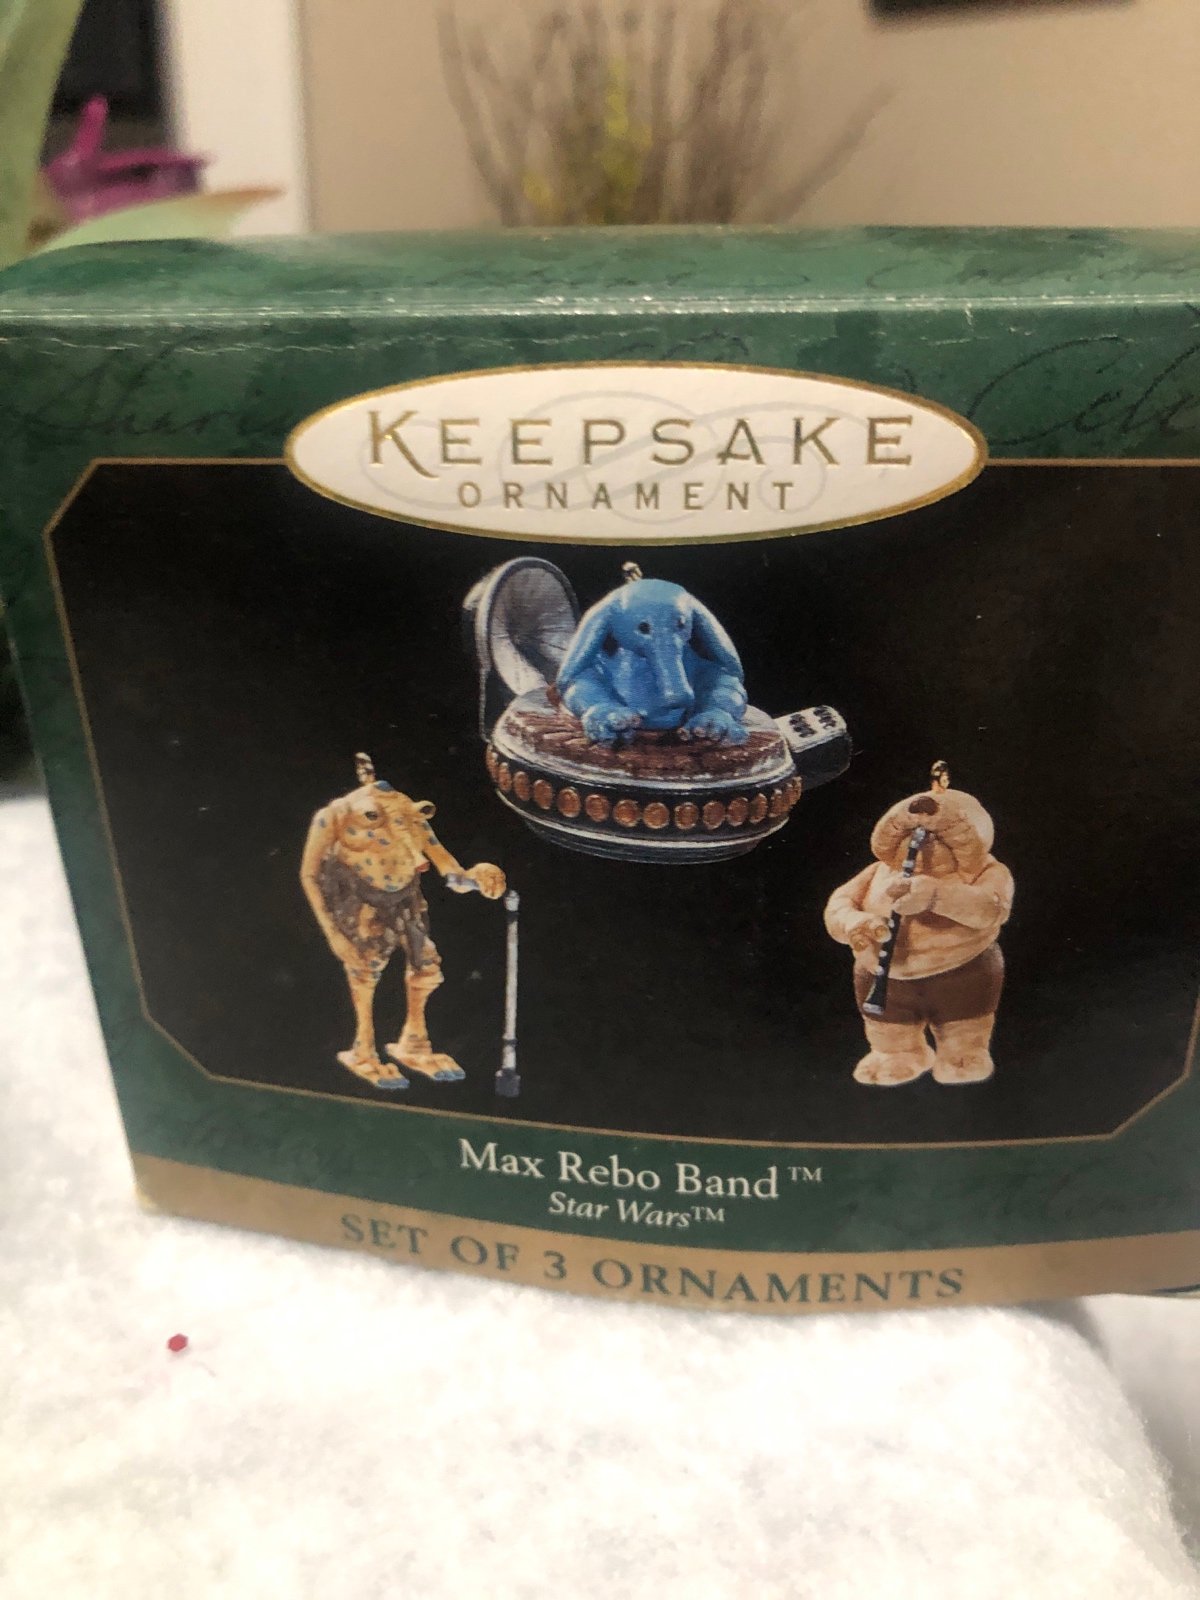 KEEPSAKE
ORNAMENT
Max Rebo Band™
Star Wars™
SET OF 3 ORNAMENTS